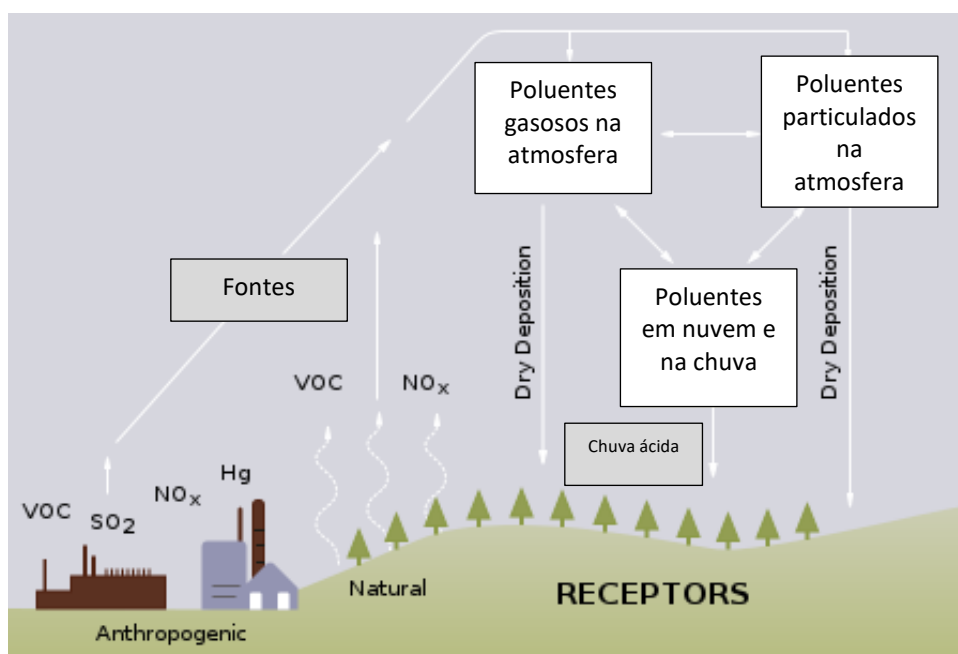 Poluentes
gasosos na
atmosfera
Poluentes
particulados
na
atmosfera
Fontes
Dry Deposition
Poluentes
em nuvem e
na chuva
Dry Deposition
VOC
NOx
Chuva ácida
VOC
SO2
NOx
Hg
Natural
RECEPTORS
Anthropogenic